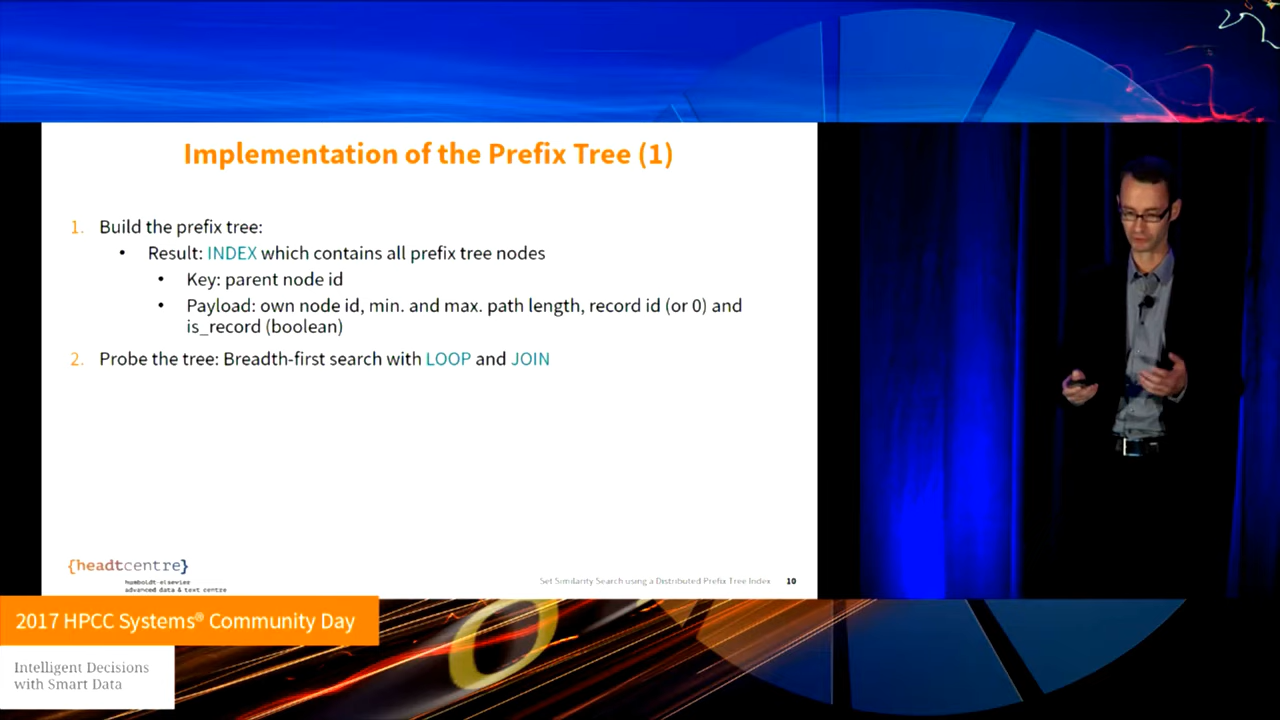 Implementation of the Prefix Tree (1)
1. Build the prefix tree:
• Result: INDEX which contains all prefix tree nodes
• Key: parent node id
• Payload: own node id, min. and max. path length, record id (or 0) and
is_record (boolean)
2. Probe the tree: Breadth-first search with LOOP and JOIN
{headtcentre}
humboldt-elsevier
advanced data & text centre
Set Similarity Search using a Distributed Prefix Tree Index 10
2017 HPCC Systems® Community Day
Intelligent Decisions
with Smart Data